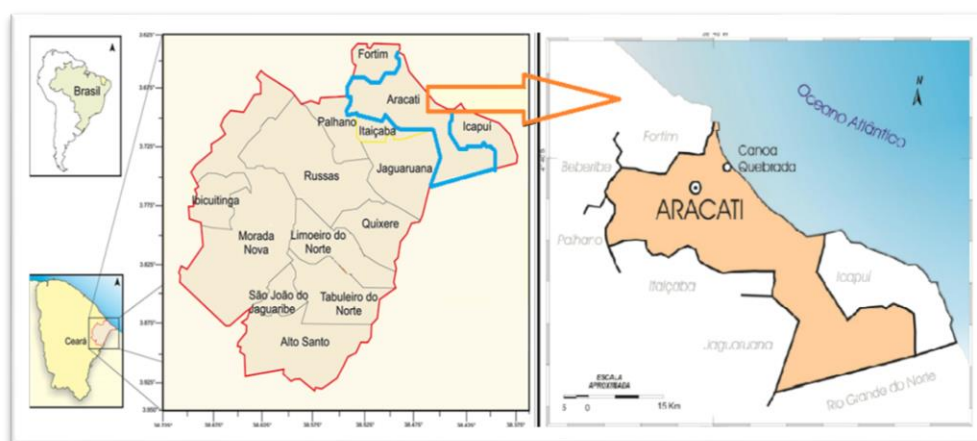 Brasil
Ceará
Fortim
Aracati
Icapuí
Palhano
Itaiçaba
Jaguaruana
Russas
Ibicuitinga
Quixere
Morada
Nova
Limoeiro do
Norte
São João do
Jaguaribe
Tabuleiro do
Norte
Alto Santo
N
Oceano Atlântico
Fortim
Canoa
Quebrada
Beberibe
ARACATI
Palhano
Itaiçaba
Icapuí
Jaguaruana
Rio Grande do Norte
ESCALA
APROXIMADA
5 0 15 Km